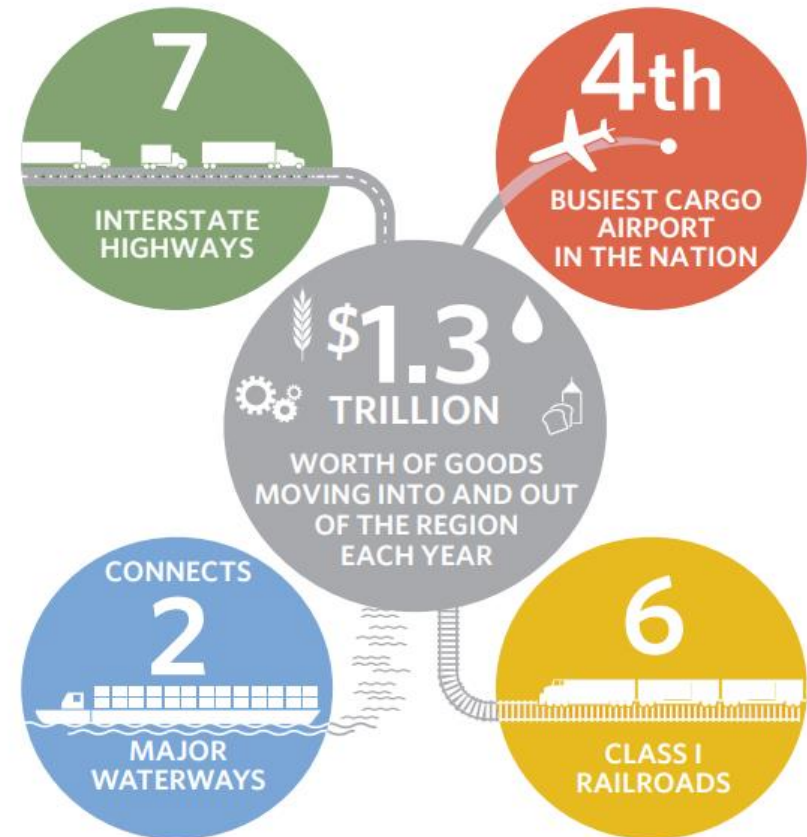 7
INTERSTATE
HIGHWAYS
4th
BUSIEST CARGO
AIRPORT
IN THE NATION
$1.3
TRILLION
WORTH OF GOODS
MOVING INTO AND OUT
OF THE REGION
EACH YEAR
CONNECTS
2
MAJOR
WATERWAYS
6
CLASS I
RAILROADS